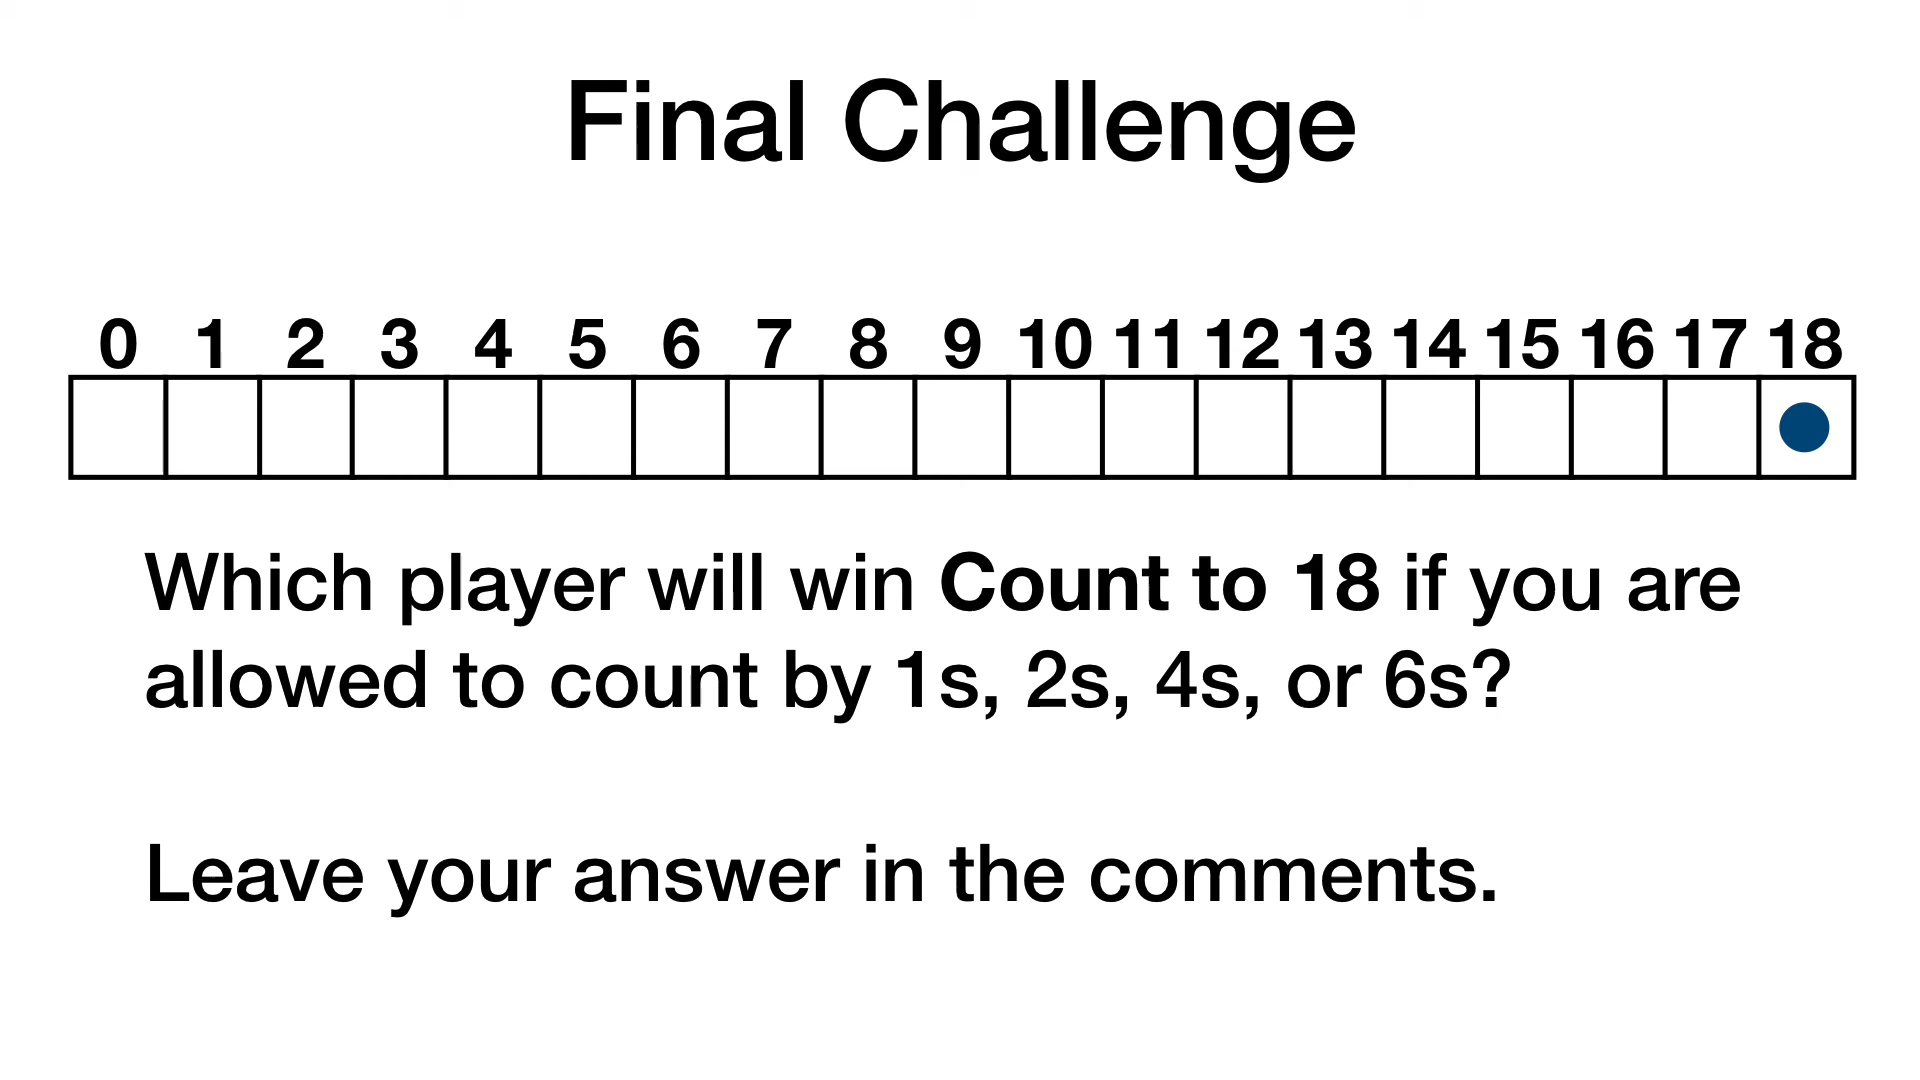 Final Challenge
0 1 2 3 4 5 6 7 8 9 10 11 12 13 14 15 16 17 18
Which player will win Count to 18 if you are
allowed to count by 1s, 2s, 4s, or 6s?
Leave your answer in the comments.